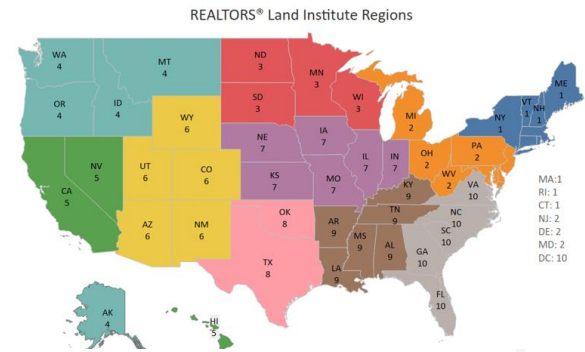 REALTORS® Land Institute Regions
WA
4
MT
4
ND
3
MN
3
ME
1
OR
4
ID
4
SD
3
WI
3
MI
2
VT
1
NH
1
NY
1
WY
6
NE
7
IA
7
PA
2
OH
2
NV
5
UT
6
CO
6
IL
7
IN
7
WV
2
VA
10
CA
5
KS
7
MO
7
KY
9
MA:1
RI: 1
CT: 1
NJ: 2
DE: 2
MD: 2
DC: 10
AZ
6
NM
6
OK
8
AR
9
TN
9
NC
10
SC
10
TX
8
MS
9
AL
9
GA
10
LA
9
FL
10
AK
4
HI
5